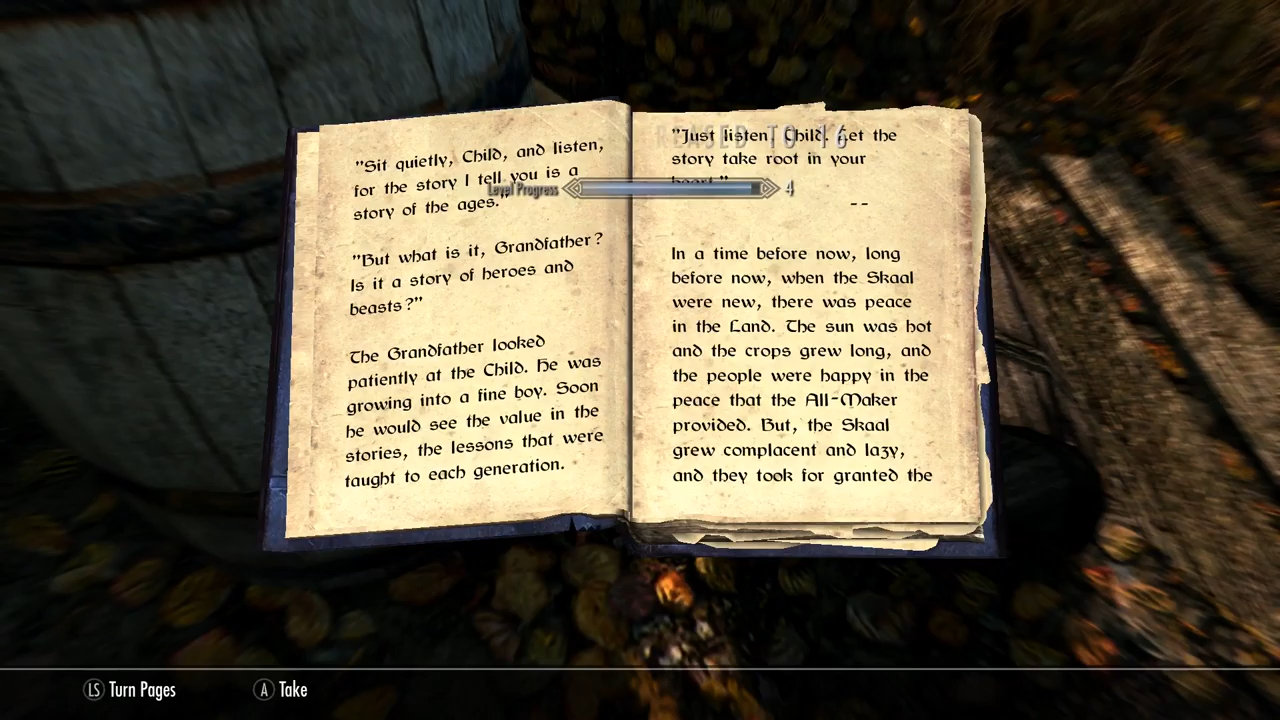 "Sit quietly, Child, and listen,
for the story I tell you is a
story of the ages."
"But what is it, Grandfather?
Is it a story of heroes and
beasts?"
The Grandfather looked
patiently at the Child. He was
growing into a fine boy. Soon
he would see the value in the
stories, the lessons that were
taught to each generation.
"Just listen, Child. Let the
story take root in your
heart."
--
In a time before now, long
before now, when the Skaal
were new, there was peace
in the Land. The sun was hot
and the crops grew long, and
the people were happy in the
peace that the All-Maker
provided. But, the Skaal
grew complacent and lazy,
and they took for granted the
TO 16
Level Progress 4
LS Turn Pages
A Take